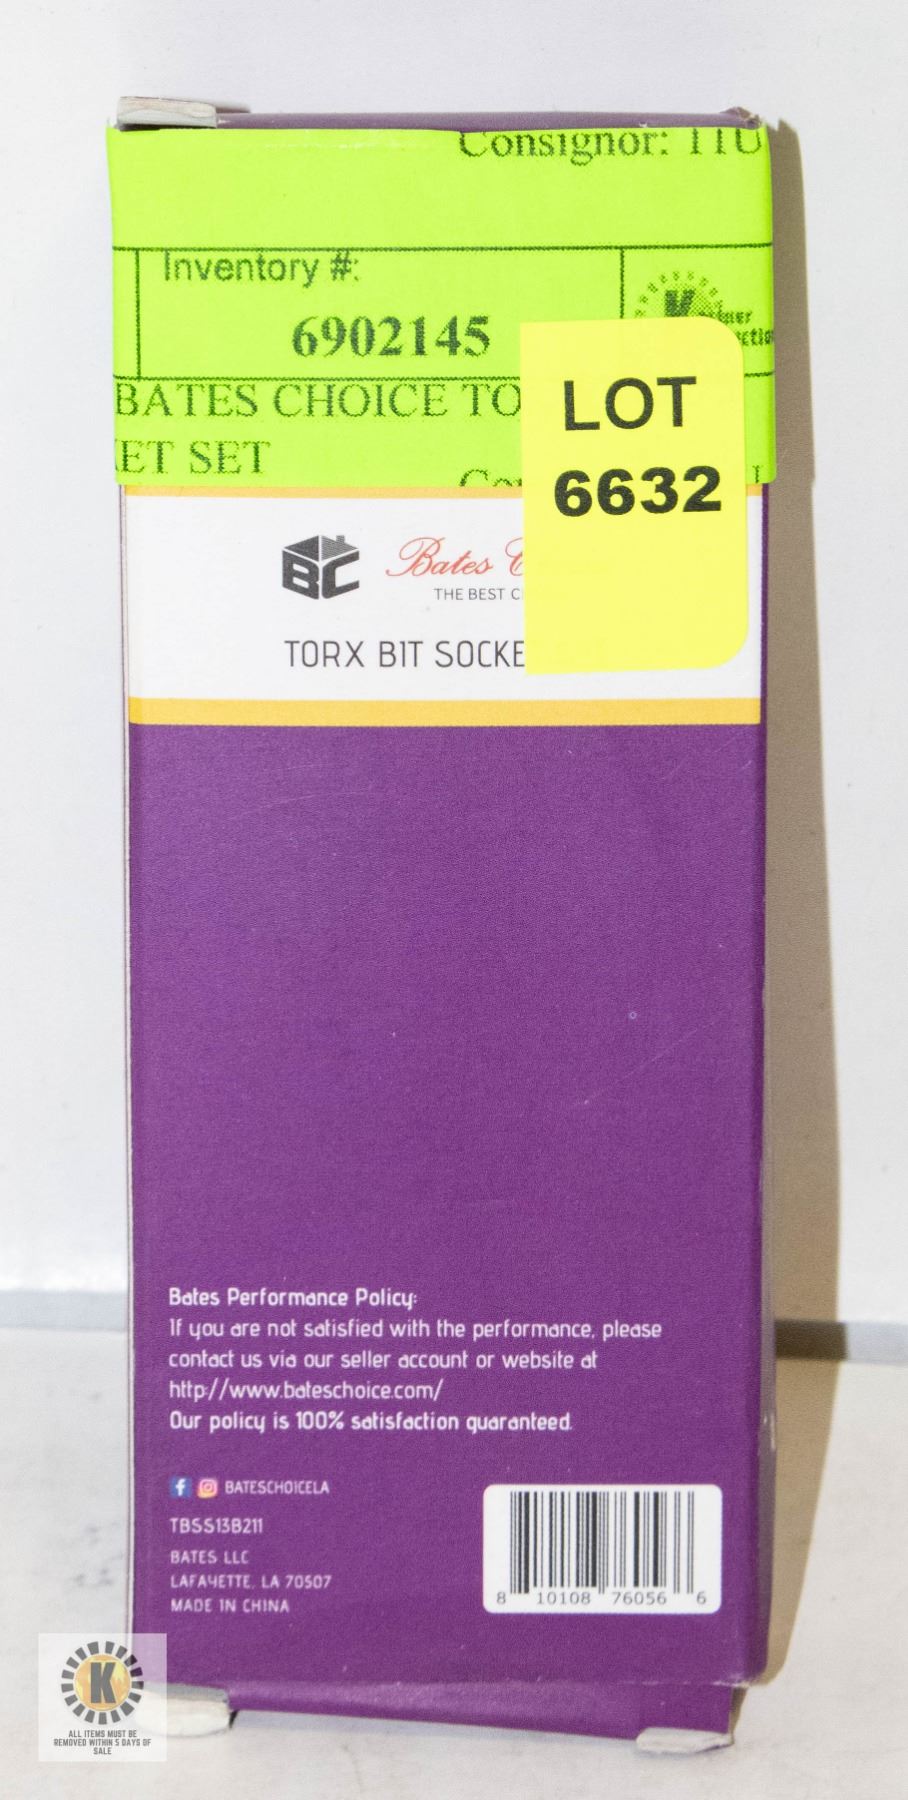 Consignor:
Inventory #:
6902145
BATES CHOICE TO
ET SET
LOT
6632
BC
Bates
THE BEST
TORX BIT SOCKE
Bates Performance Policy:
If you are not satisfied with the performance, please
contact us via our seller account or website at
http://www.bateschoice.com/
Our policy is 100% satisfaction guaranteed.
BATESCHOICELA
TBSS13B211
BATES LLC
LAFAYETTE, LA 70507
MADE IN CHINA
8 10108 76056 6
K
ALL ITEMS MUST BE
REMOVED WITHIN 5 DAYS OF
SALE